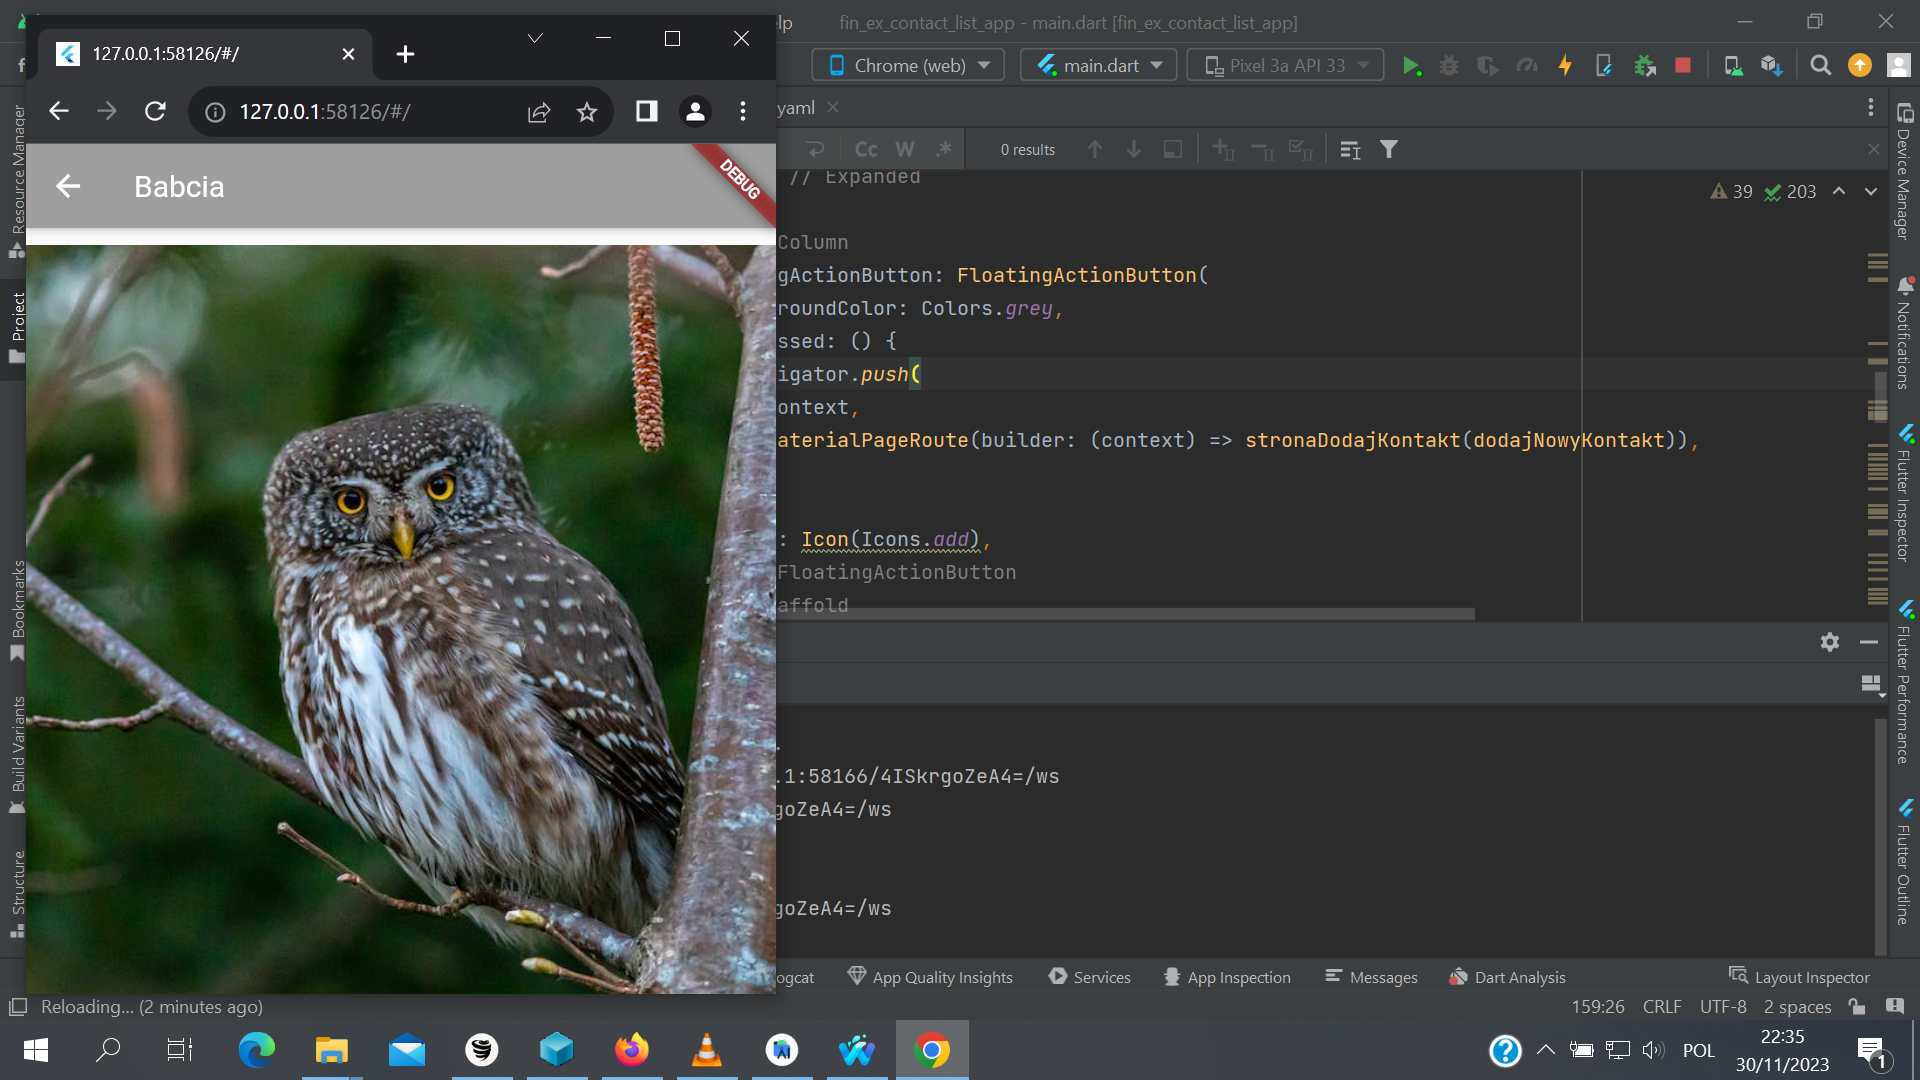 lp
fin_ex_contact_list_app - main.dart [fin_ex_contact_list_app]
127.0.0.1:58126/#/
Chrome (web)
main.dart
Pixel 3a API 33
127.0.0.1:58126/#/
yaml
Cc W .*
0 results
Babcia
DEBUG
// Expanded
39
203
Column
gActionButton: FloatingActionButton(
roundColor: Colors.grey,
ssed: () {
igator.push(
ontext,
aterialPageRoute(builder: (context) => stronaDodajKontakt(dodajNowyKontakt)),
: Icon(Icons.add),
FloatingActionButton
affold
.1:58166/4ISkrgoZeA4=/ws
goZeA4=/ws
goZeA4=/ws
Resource Manager
Project
Bookmarks
Build Variants
Structure
Device Manager
Notifications
Flutter Inspector
Flutter Performance
Flutter Outline
ogcat
App Quality Insights
Services
App Inspection
Messages
Dart Analysis
Layout Inspector
Reloading... (2 minutes ago)
159:26
CRLF
UTF-8
2 spaces
POL
22:35
30/11/2023
1